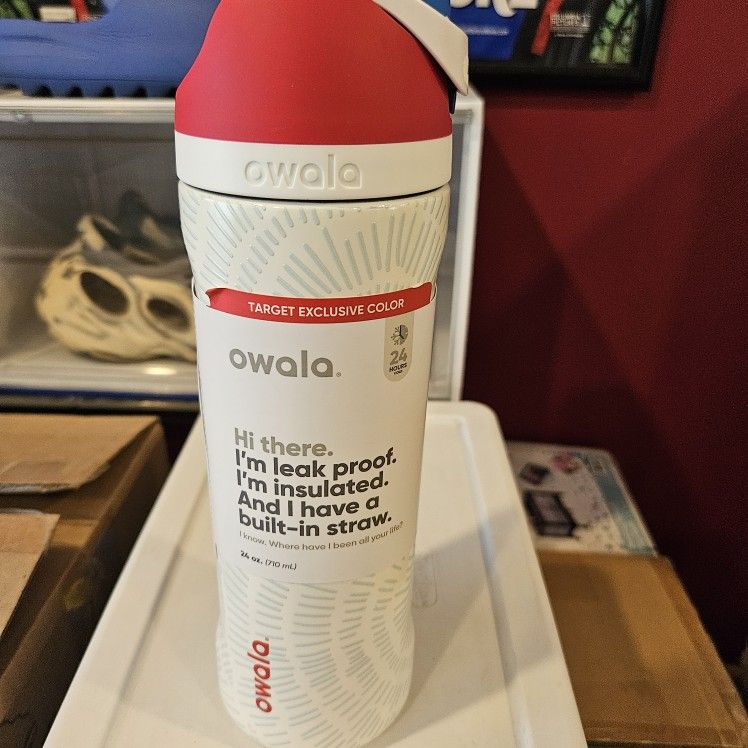 owala
TARGET EXCLUSIVE COLOR
owala®
24
HOURS
COLD
Hi there.
I'm leak proof.
I'm insulated.
And I have a
built-in straw.
I know. Where have I been all your life?
24 oz. (710 mL)
owala®